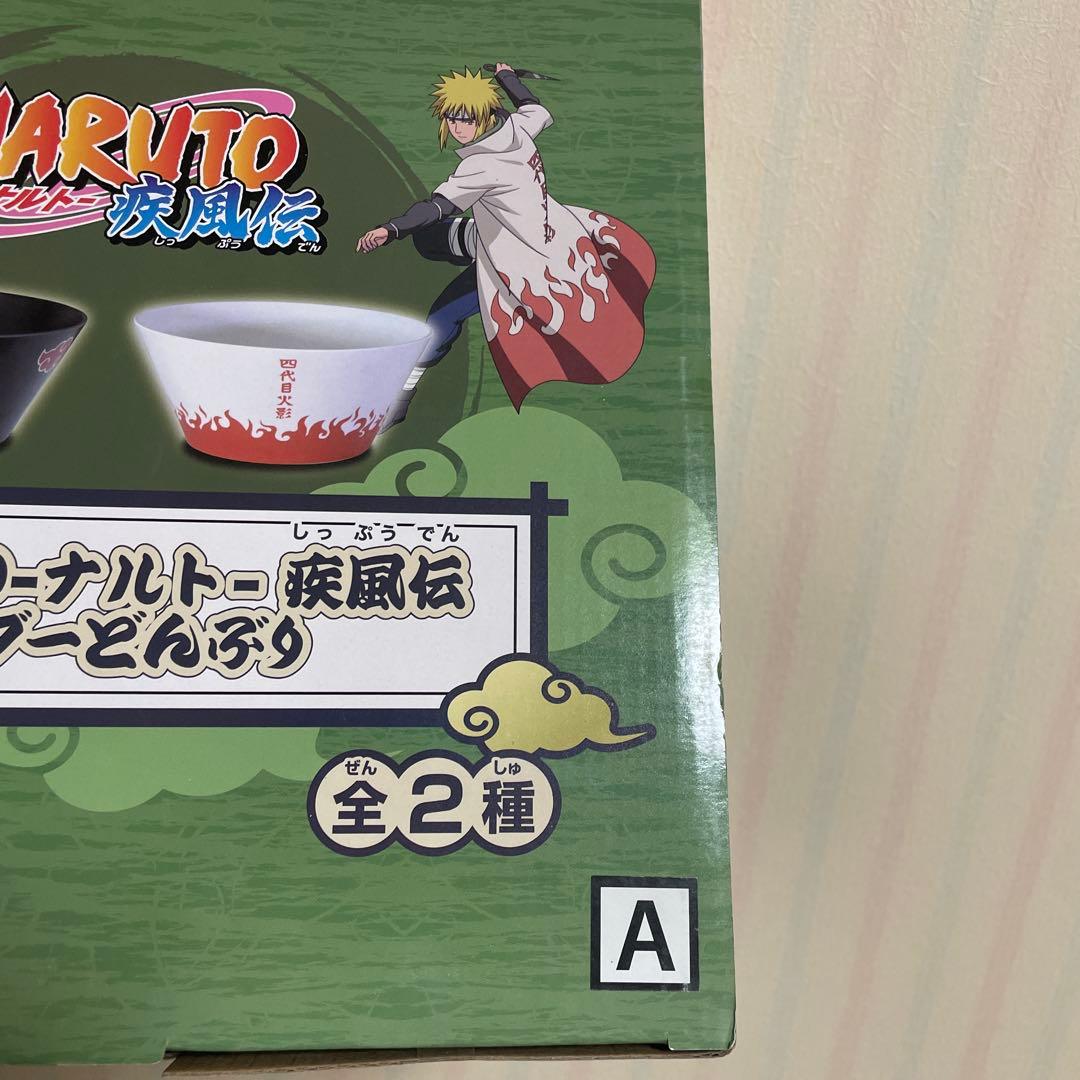 NARUTO
ナルトー
疾風伝
しっ ぷう でん
四代目火影
しっ ぷう でん
ーナルトー 疾風伝
ブーどんぶり
ぜん しゅ
全2種
A